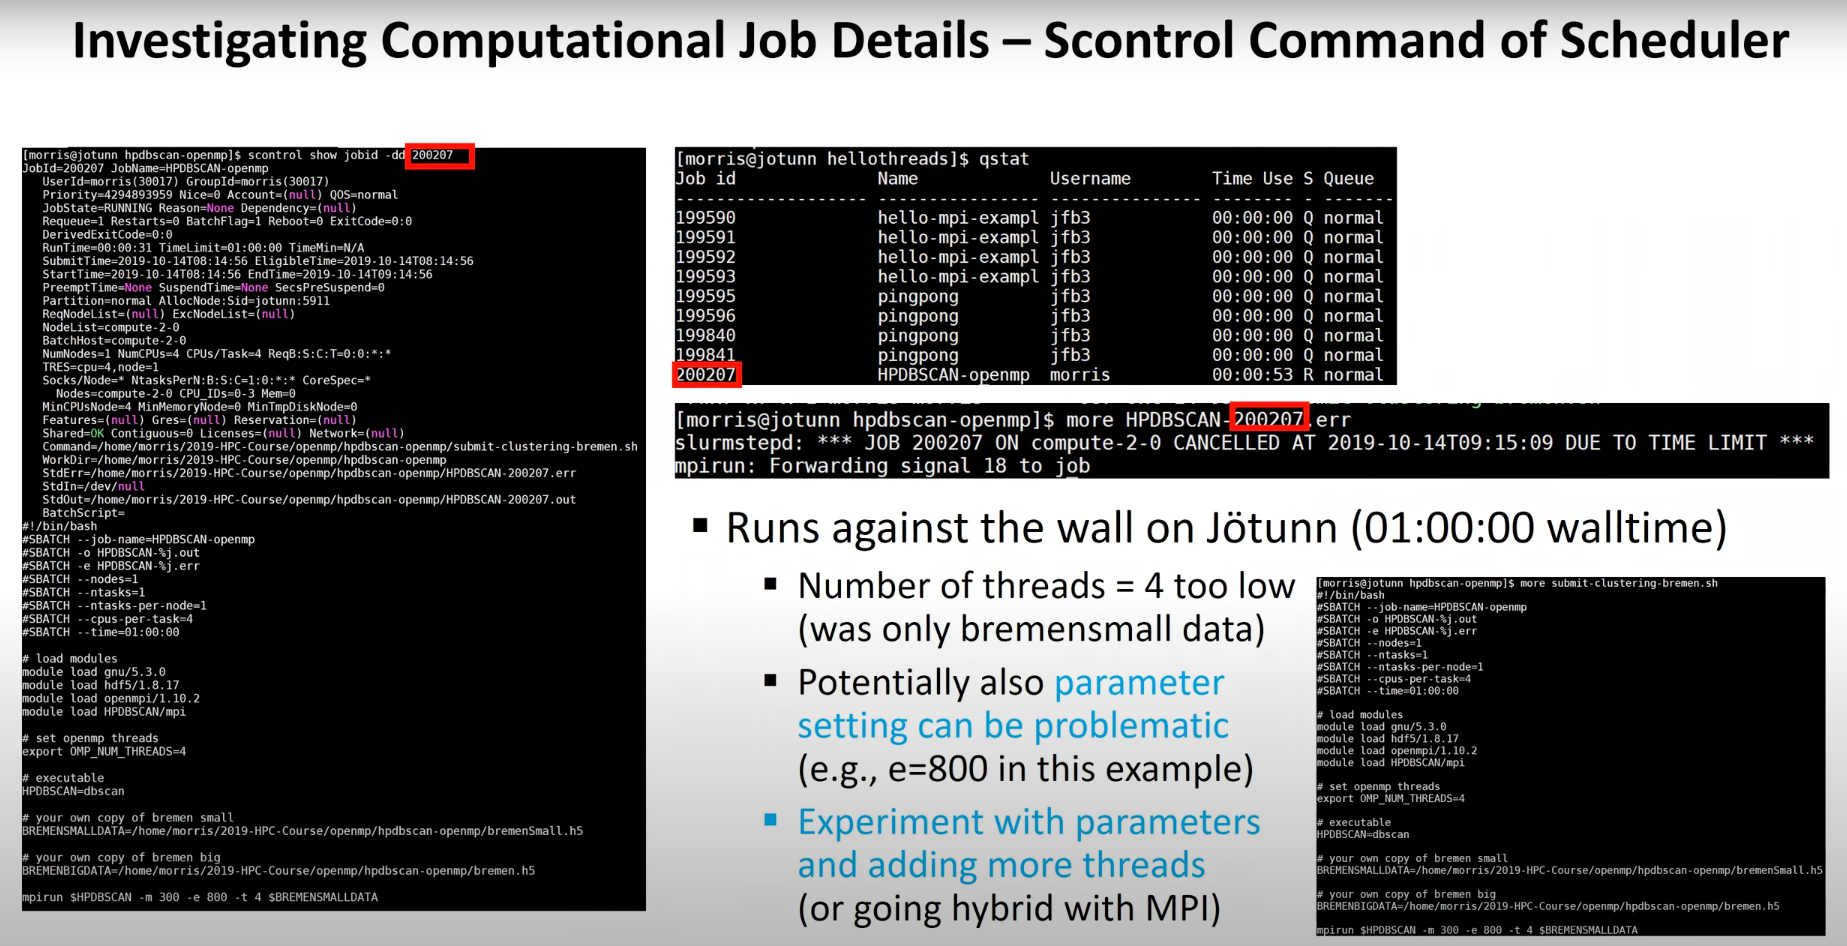 Investigating Computational Job Details – Scontrol Command of Scheduler
[morris@jotunn hpdbscan-openmp]$ scontrol show jobid -dd 200207
JobId=200207 JobName=HPDBSCAN-openmp
UserId=morris(30017) GroupId=morris(30017)
Priority=4294893959 Nice=0 Account=(null) QOS=normal
JobState=RUNNING Reason=None Dependency=(null)
Requeue=1 Restarts=0 BatchFlag=1 Reboot=0 ExitCode=0:0
DerivedExitCode=0:0
RunTime=00:00:31 TimeLimit=01:00:00 TimeMin=N/A
SubmitTime=2019-10-14T08:14:56 EligibleTime=2019-10-14T08:14:56
StartTime=2019-10-14T08:14:56 EndTime=2019-10-14T09:14:56
PreemptTime=None SuspendTime=None SecsPreSuspend=0
Partition=normal AllocNode:Sid=jotunn:5911
ReqNodeList=(null) ExcNodeList=(null)
NodeList=compute-2-0
BatchHost=compute-2-0
NumNodes=1 NumCPUs=4 CPUs/Task=4 ReqB:S:C:T=0:0:*:*
TRES=cpu=4,node=1
Socks/Node=* NtasksPerN:B:S:C=1:0:*:* CoreSpec=*
Nodes=compute-2-0 CPU_IDs=0-3 Mem=0
MinCPUsNode=4 MinMemoryNode=0 MinTmpDiskNode=0
Features=(null) Gres=(null) Reservation=(null)
Shared=OK Contiguous=0 Licenses=(null) Network=(null)
Command=/home/morris/2019-HPC-Course/openmp/hpdbscan-openmp/submit-clustering-bremen.sh
WorkDir=/home/morris/2019-HPC-Course/openmp/hpdbscan-openmp
StdErr=/home/morris/2019-HPC-Course/openmp/hpdbscan-openmp/HPDBSCAN-200207.err
StdIn=/dev/null
StdOut=/home/morris/2019-HPC-Course/openmp/hpdbscan-openmp/HPDBSCAN-200207.out
BatchScript=
#!/bin/bash
#SBATCH --job-name=HPDBSCAN-openmp
#SBATCH -o HPDBSCAN-%j.out
#SBATCH -e HPDBSCAN-%j.err
#SBATCH --nodes=1
#SBATCH --ntasks=1
#SBATCH --ntasks-per-node=1
#SBATCH --cpus-per-task=4
#SBATCH --time=01:00:00
# load modules
module load gnu/5.3.0
module load hdf5/1.8.17
module load openmpi/1.10.2
module load HPDBSCAN/mpi
# set openmp threads
export OMP_NUM_THREADS=4
# executable
HPDBSCAN=dbscan
# your own copy of bremen small
BREMENSMALLDATA=/home/morris/2019-HPC-Course/openmp/hpdbscan-openmp/bremenSmall.h5
# your own copy of bremen big
BREMENBIGDATA=/home/morris/2019-HPC-Course/openmp/hpdbscan-openmp/bremen.h5
mpirun $HPDBSCAN -m 300 -e 800 -t 4 $BREMENSMALLDATA
[morris@jotunn hellothreads]$ qstat
Job id Name Username Time Use S Queue
------------------- ---------------- --------------- -------- - -------
199590 hello-mpi-exampl jfb3 00:00:00 Q normal
199591 hello-mpi-exampl jfb3 00:00:00 Q normal
199592 hello-mpi-exampl jfb3 00:00:00 Q normal
199593 hello-mpi-exampl jfb3 00:00:00 Q normal
199595 pingpong jfb3 00:00:00 Q normal
199596 pingpong jfb3 00:00:00 Q normal
199840 pingpong jfb3 00:00:00 Q normal
199841 pingpong jfb3 00:00:00 Q normal
200207 HPDBSCAN-openmp morris 00:00:53 R normal
[morris@jotunn hpdbscan-openmp]$ more HPDBSCAN-200207.err
slurmstepd: *** JOB 200207 ON compute-2-0 CANCELLED AT 2019-10-14T09:15:09 DUE TO TIME LIMIT ***
mpirun: Forwarding signal 18 to job
▪ Runs against the wall on Jötunn (01:00:00 walltime)
▪ Number of threads = 4 too low
(was only bremensmall data)
▪ Potentially also parameter
setting can be problematic
(e.g., e=800 in this example)
▪ Experiment with parameters
and adding more threads
(or going hybrid with MPI)
[morris@jotunn hpdbscan-openmp]$ more submit-clustering-bremen.sh
#!/bin/bash
#SBATCH --job-name=HPDBSCAN-openmp
#SBATCH -o HPDBSCAN-%j.out
#SBATCH -e HPDBSCAN-%j.err
#SBATCH --nodes=1
#SBATCH --ntasks=1
#SBATCH --ntasks-per-node=1
#SBATCH --cpus-per-task=4
#SBATCH --time=01:00:00
# load modules
module load gnu/5.3.0
module load hdf5/1.8.17
module load openmpi/1.10.2
module load HPDBSCAN/mpi
# set openmp threads
export OMP_NUM_THREADS=4
# executable
HPDBSCAN=dbscan
# your own copy of bremen small
BREMENSMALLDATA=/home/morris/2019-HPC-Course/openmp/hpdbscan-openmp/bremenSmall.h5
# your own copy of bremen big
BREMENBIGDATA=/home/morris/2019-HPC-Course/openmp/hpdbscan-openmp/bremen.h5
mpirun $HPDBSCAN -m 300 -e 800 -t 4 $BREMENSMALLDATA